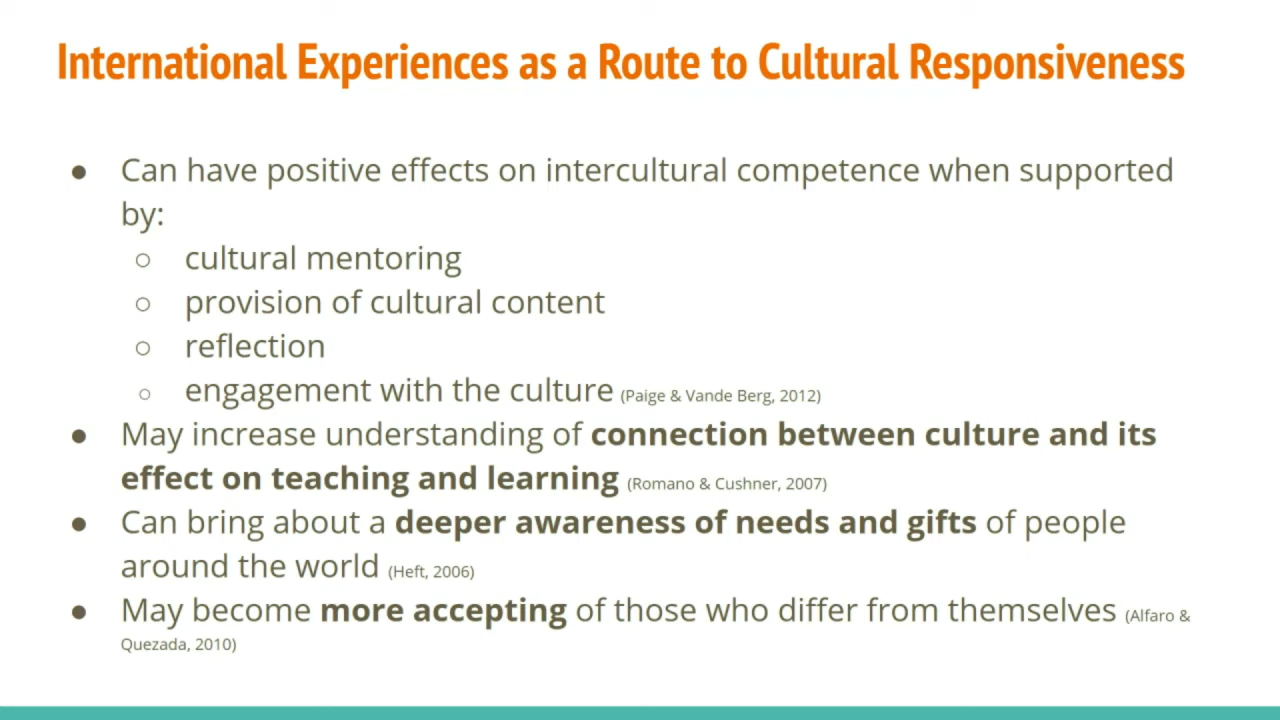 International Experiences as a Route to Cultural Responsiveness
● Can have positive effects on intercultural competence when supported
by:
○ cultural mentoring
○ provision of cultural content
○ reflection
○ engagement with the culture (Paige & Vande Berg, 2012)
● May increase understanding of connection between culture and its
effect on teaching and learning (Romano & Cushner, 2007)
● Can bring about a deeper awareness of needs and gifts of people
around the world (Heft, 2006)
● May become more accepting of those who differ from themselves (Alfaro &
Quezada, 2010)